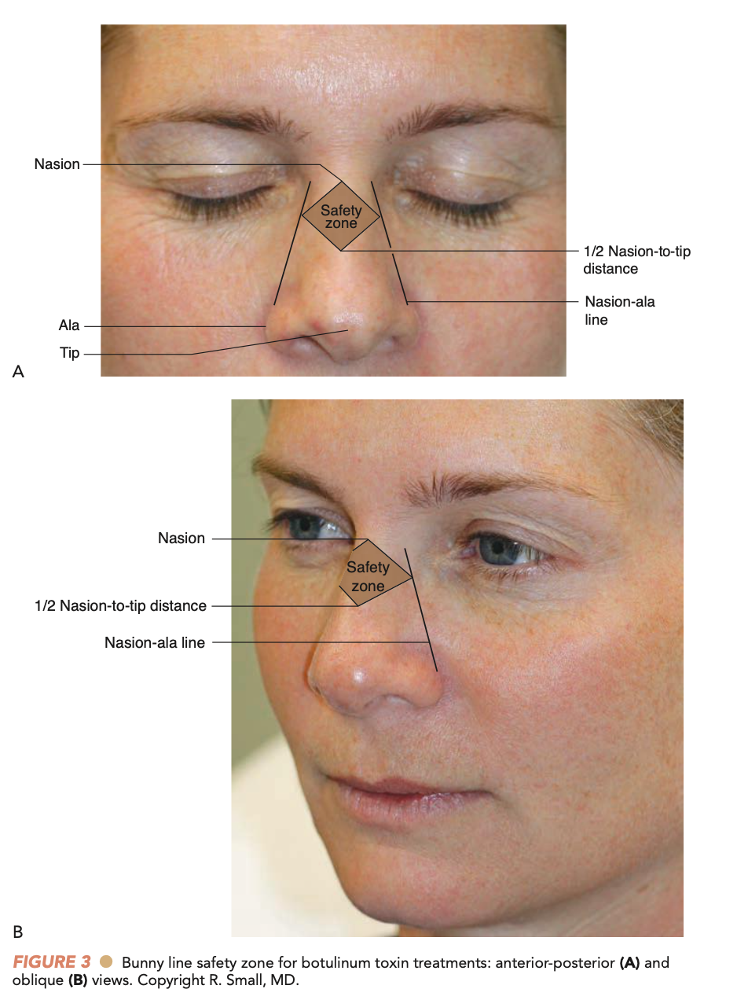 Nasion
Safety
zone
1/2 Nasion-to-tip
distance
Nasion-ala
line
Ala
Tip
A
Nasion
Safety
zone
1/2 Nasion-to-tip distance
Nasion-ala line
B
FIGURE 3 ● Bunny line safety zone for botulinum toxin treatments: anterior-posterior (A) and
oblique (B) views. Copyright R. Small, MD.